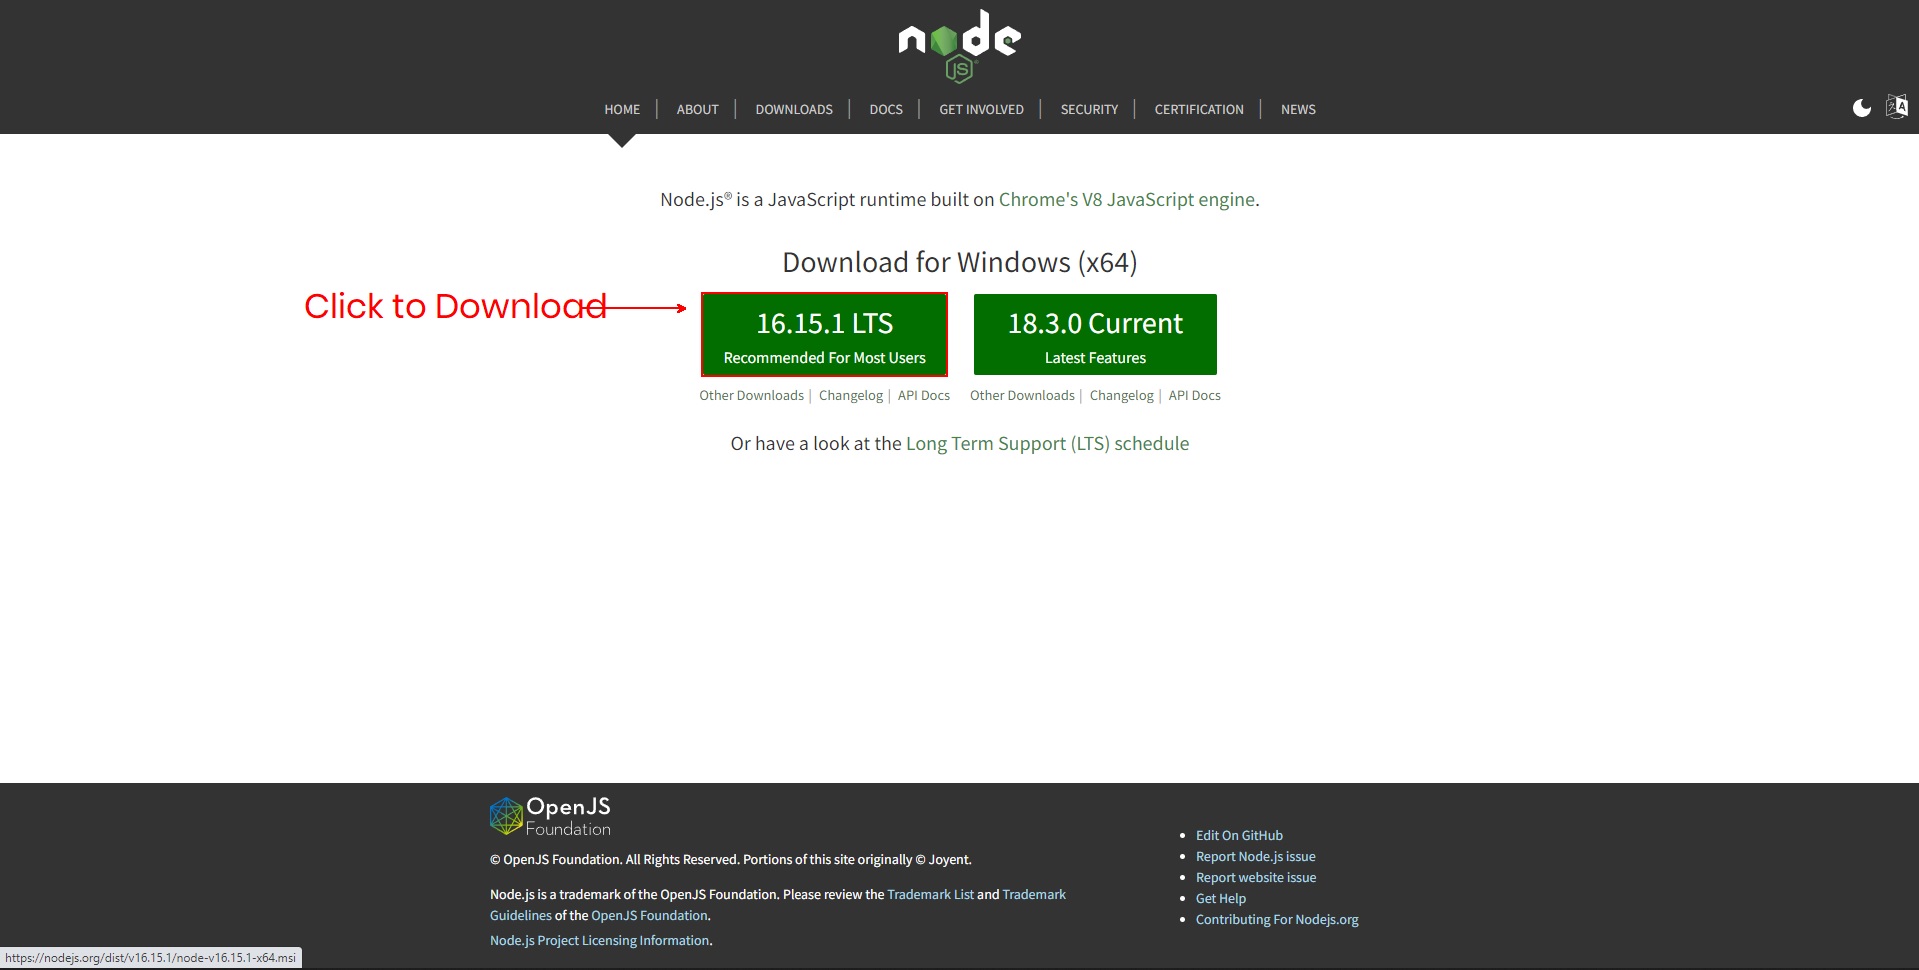 node
JS
HOME | ABOUT | DOWNLOADS | DOCS | GET INVOLVED | SECURITY | CERTIFICATION | NEWS
Node.js® is a JavaScript runtime built on Chrome's V8 JavaScript engine.
Download for Windows (x64)
Click to Download
16.15.1 LTS
Recommended For Most Users
18.3.0 Current
Latest Features
Other Downloads | Changelog | API Docs
Other Downloads | Changelog | API Docs
Or have a look at the Long Term Support (LTS) schedule
OpenJS
Foundation
© OpenJS Foundation. All Rights Reserved. Portions of this site originally © Joyent.
Node.js is a trademark of the OpenJS Foundation. Please review the Trademark List and Trademark
Guidelines of the OpenJS Foundation.
Node.js Project Licensing Information.
Edit On GitHub
Report Node.js issue
Report website issue
Get Help
Contributing For Nodejs.org
https://nodejs.org/dist/v16.15.1/node-v16.15.1-x64.msi